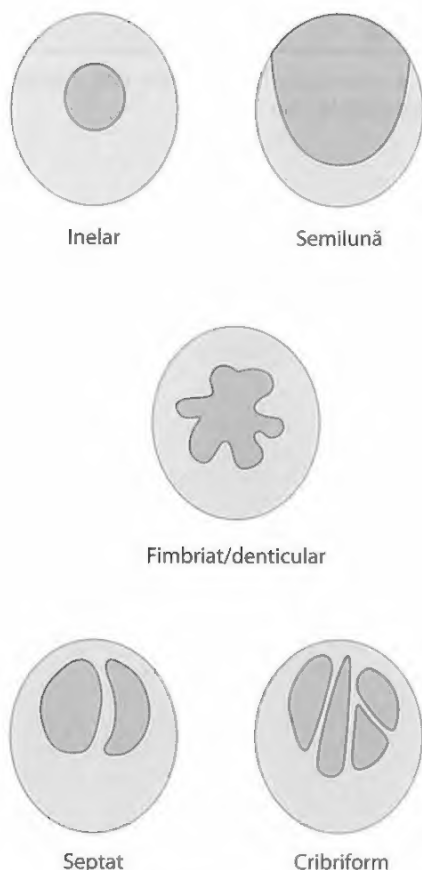 Inelar
Semilună
Fimbriat/denticular
Septat
Cribriform